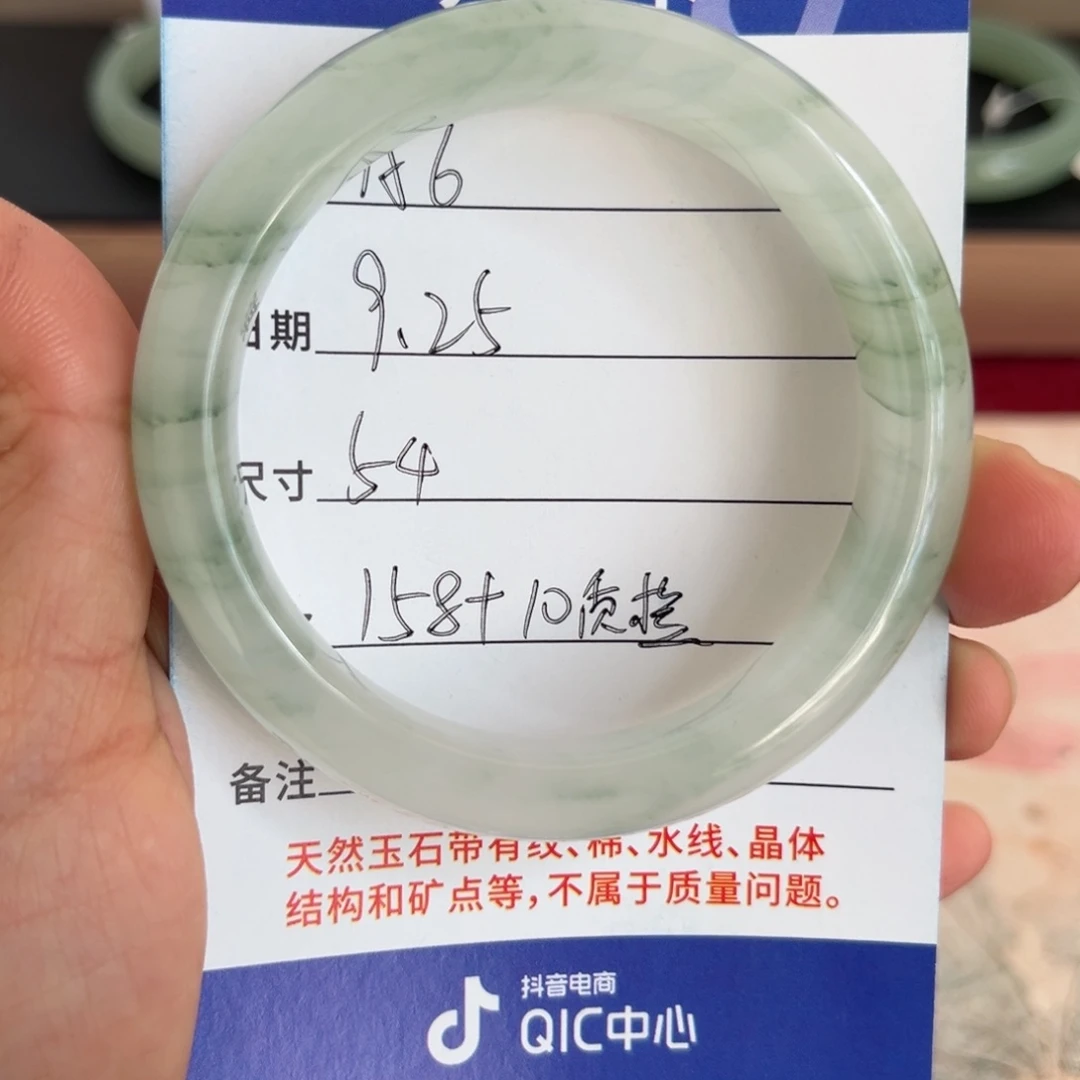 6
日期 9.25
尺寸 54
158+10质检
备注
天然玉石带有纹、棉、水线、晶体
结构和矿点等,不属于质量问题。
抖音电商
QIC中心